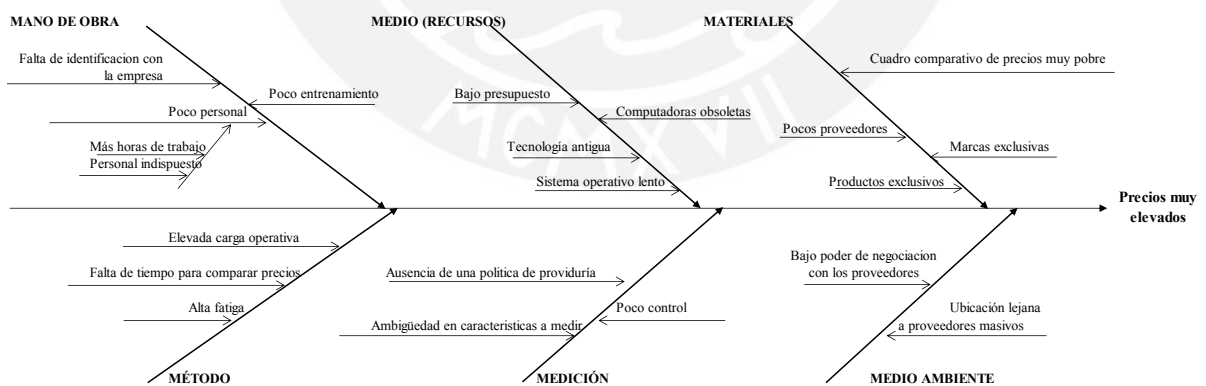 MANO DE OBRA
Falta de identificacion con
la empresa
Poco entrenamiento
Poco personal
Más horas de trabajo
Personal indispuesto
MEDIO (RECURSOS)
Bajo presupuesto
Computadoras obsoletas
Tecnología antigua
Sistema operativo lento
MATERIALES
Cuadro comparativo de precios muy pobre
Pocos proveedores
Marcas exclusivas
Productos exclusivos
Precios muy
elevados
Elevada carga operativa
Falta de tiempo para comparar precios
Alta fatiga
MÉTODO
Ausencia de una politica de providuría
Poco control
Ambigüedad en caracteristicas a medir
MEDICIÓN
Bajo poder de negociacion
con los proveedores
Ubicación lejana
a proveedores masivos
MEDIO AMBIENTE
MCMXVII